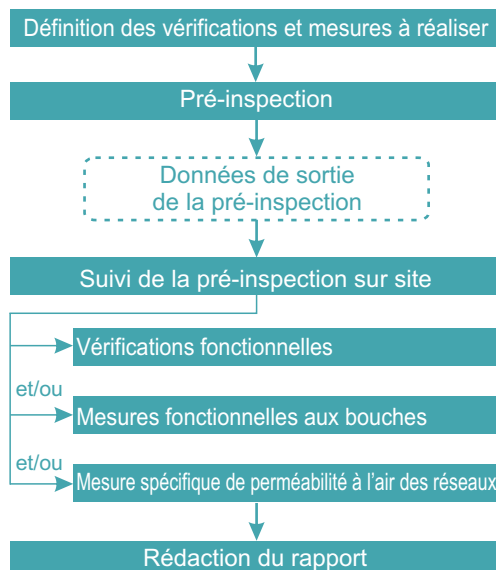 Définition des vérifications et mesures à réaliser
Pré-inspection
Données de sortie
de la pré-inspection
Suivi de la pré-inspection sur site
Vérifications fonctionnelles
et/ou
Mesures fonctionnelles aux bouches
et/ou
Mesure spécifique de perméabilité à l'air des réseaux
Rédaction du rapport